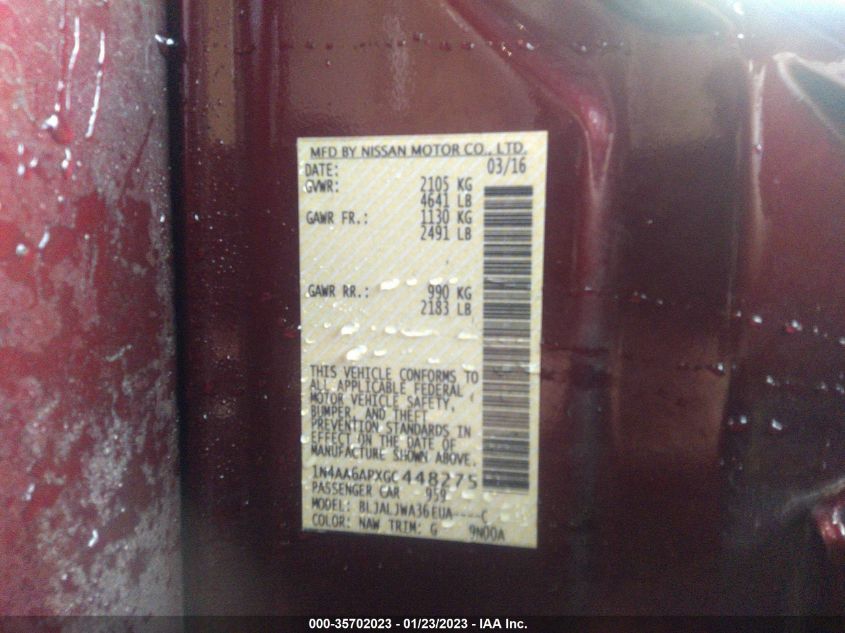 MFD BY NISSAN MOTOR CO., LTD.
DATE: 03/16
GVWR: 2105 KG
4641 LB
GAWR FR.: 1130 KG
2491 LB
GAWR RR.: 990 KG
2183 LB
THIS VEHICLE CONFORMS TO
ALL APPLICABLE FEDERAL
MOTOR VEHICLE SAFETY,
BUMPER, AND THEFT
PREVENTION STANDARDS IN
EFFECT ON THE DATE OF
MANUFACTURE SHOWN ABOVE.
1N4AA6APXGC448275
PASSENGER CAR 959
MODEL: BLJALJWA36EUA----C
COLOR: NAW TRIM: G 9N00A
000-35702023 - 01/23/2023 - IAA Inc.